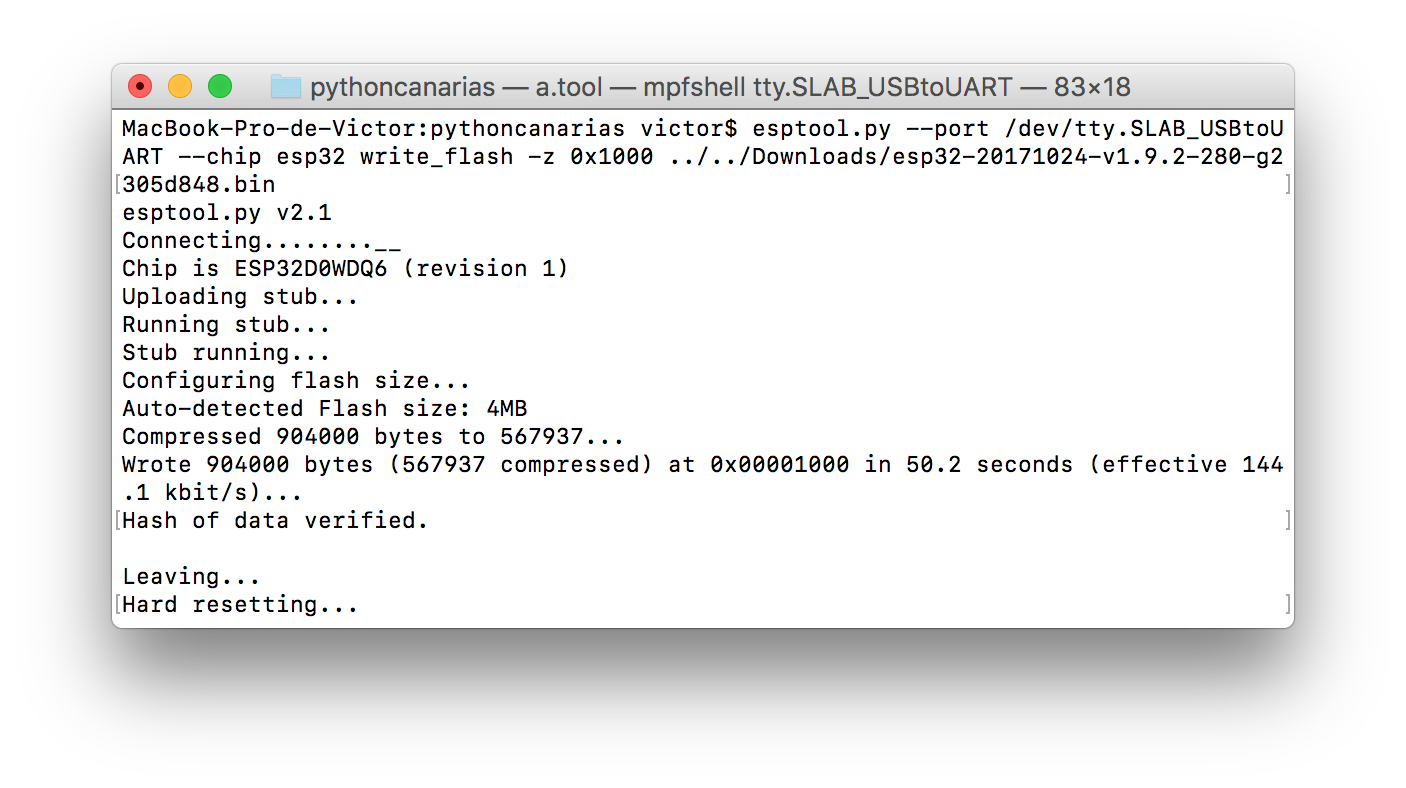 pythoncanarias — a.tool — mpfshell tty.SLAB_USBtoUART — 83×18
MacBook-Pro-de-Victor:pythoncanarias victor$ esptool.py --port /dev/tty.SLAB_USBtoU
ART --chip esp32 write_flash -z 0x1000 ../../Downloads/esp32-20171024-v1.9.2-280-g2
[305d848.bin ]
esptool.py v2.1
Connecting........__
Chip is ESP32D0WDQ6 (revision 1)
Uploading stub...
Running stub...
Stub running...
Configuring flash size...
Auto-detected Flash size: 4MB
Compressed 904000 bytes to 567937...
Wrote 904000 bytes (567937 compressed) at 0x00001000 in 50.2 seconds (effective 144
.1 kbit/s)...
[Hash of data verified. ]
Leaving...
[Hard resetting... ]